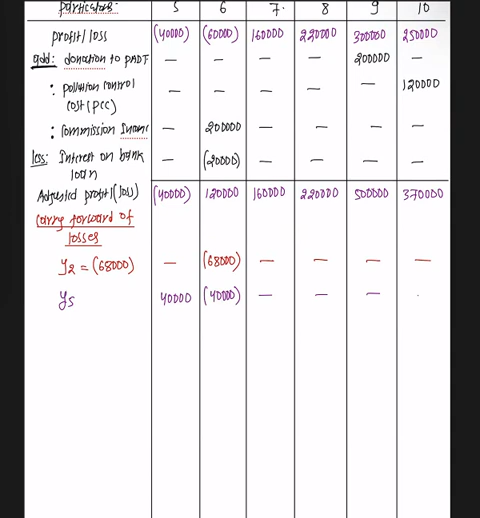 particulars 5 6 7. 8 9 10
profit/loss (40000) (60000) 160000 220000 300000 250000
add: donation to PMDT — — — — 200000 —
: pollution control — — — — — 120000
cost (PCC)
: Commission Income — 200000 — — — —
less: Interest on bank — (20000) — — — —
loan
Adjusted profit/(loss) (40000) 120000 160000 220000 500000 370000
carry forward of
losses
Y2 = (68000) — (68000) — — — —
Y5 40000 (40000) — — —